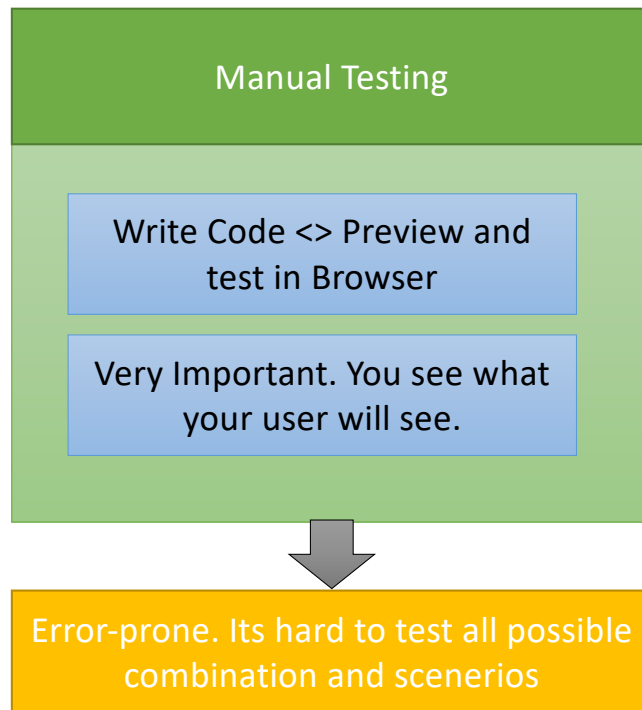 Manual Testing
Write Code <> Preview and
test in Browser
Very Important. You see what
your user will see.
Error-prone. Its hard to test all possible
combination and scenerios